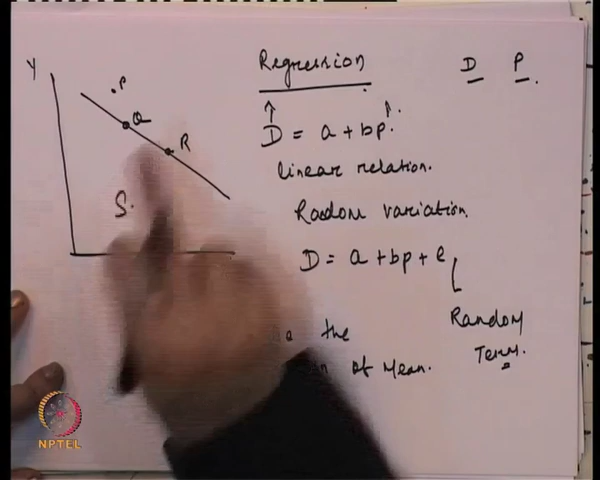 Regression
D P.
Y
P
Q
R
S.
D = a + bp.
linear relation.
Random variation.
D = a + bp + e
Random
Term.
the
of Mean.
NPTEL